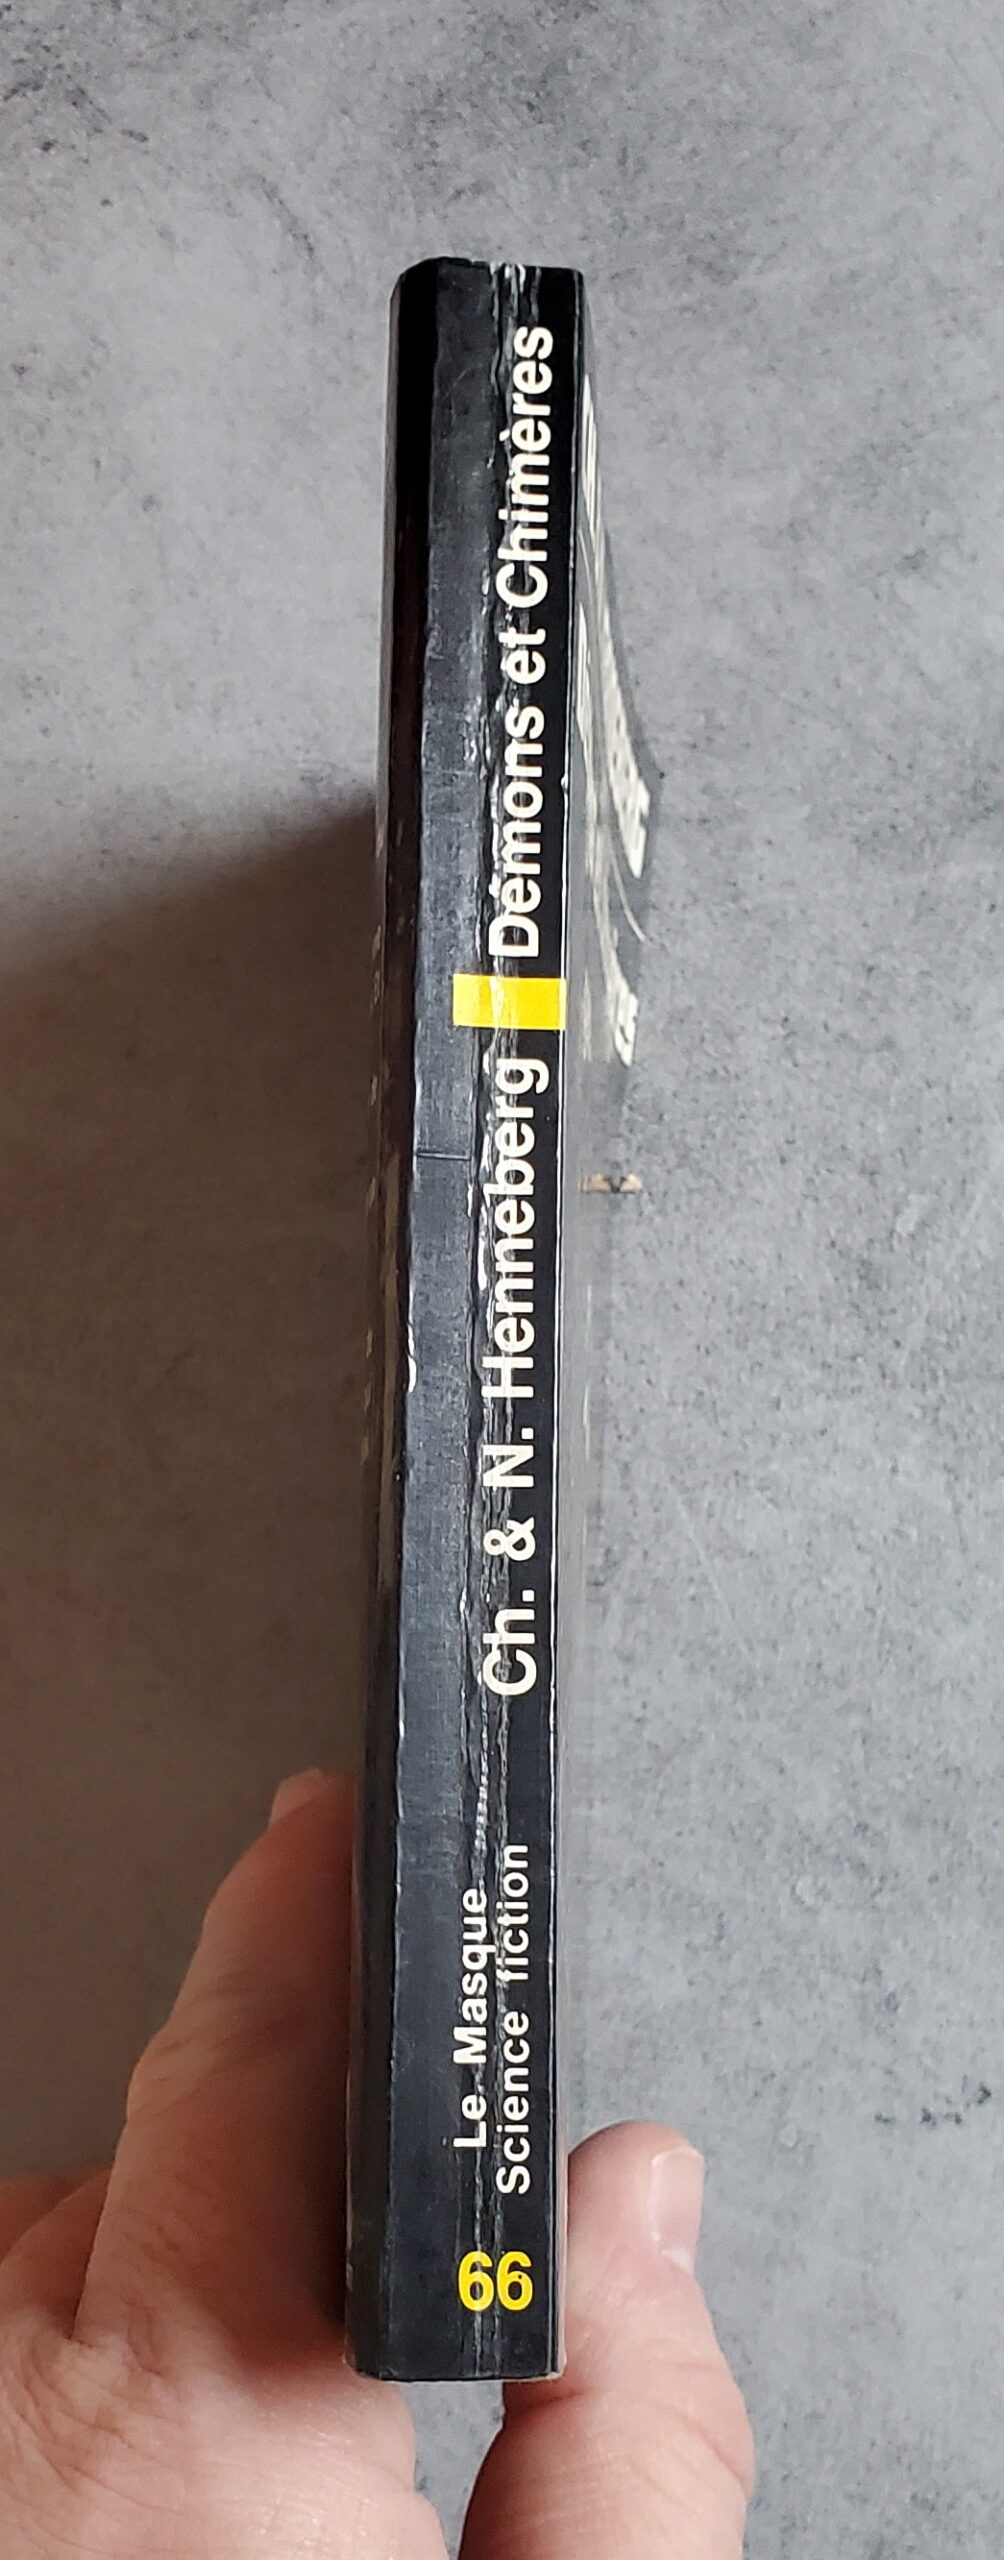 66
Le Masque
Science fiction
Ch. & N. Henneberg
Démons et Chimères